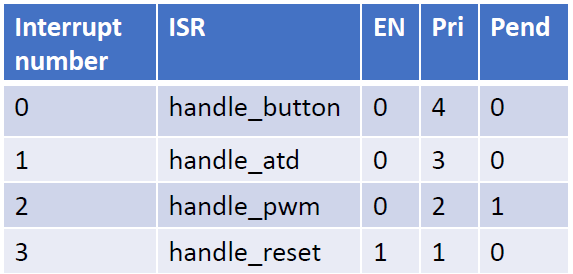 Interrupt number ISR EN Pri Pend
0 handle_button 0 4 0
1 handle_atd 0 3 0
2 handle_pwm 0 2 1
3 handle_reset 1 1 0